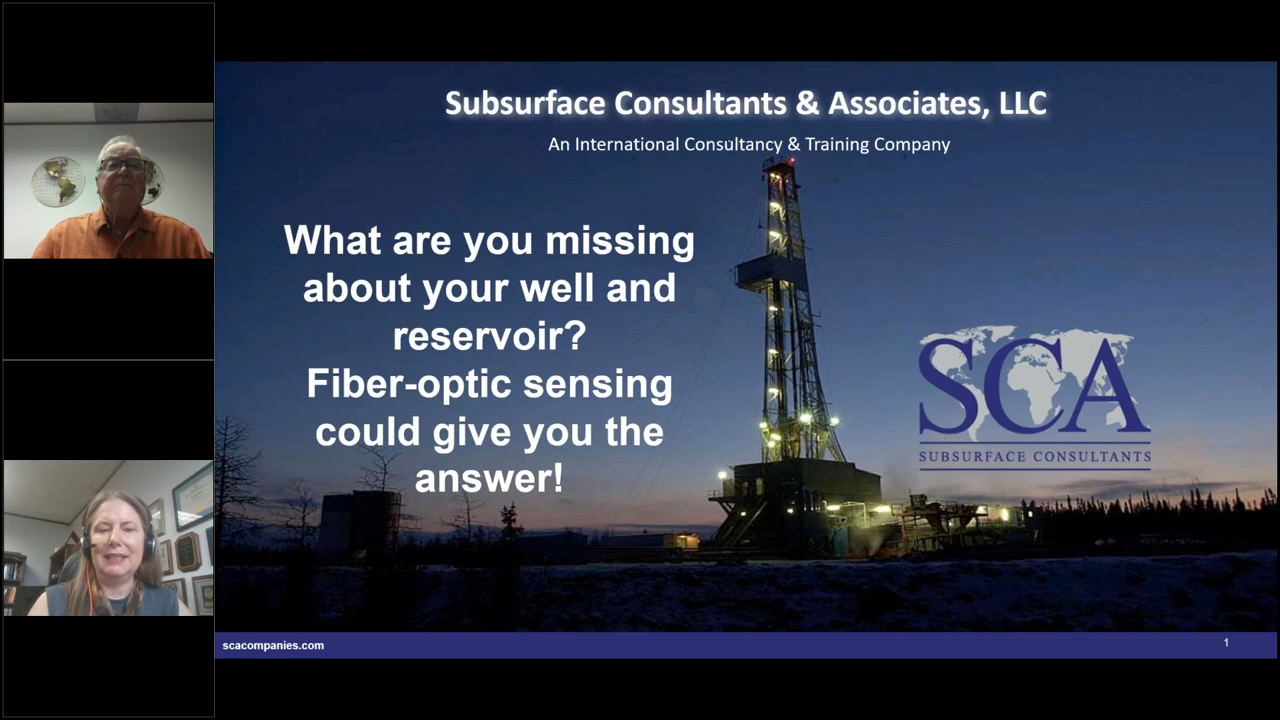 Subsurface Consultants & Associates, LLC
An International Consultancy & Training Company
What are you missing
about your well and
reservoir?
Fiber-optic sensing
could give you the
answer!
SCA
SUBSURFACE CONSULTANTS
scacompanies.com
1